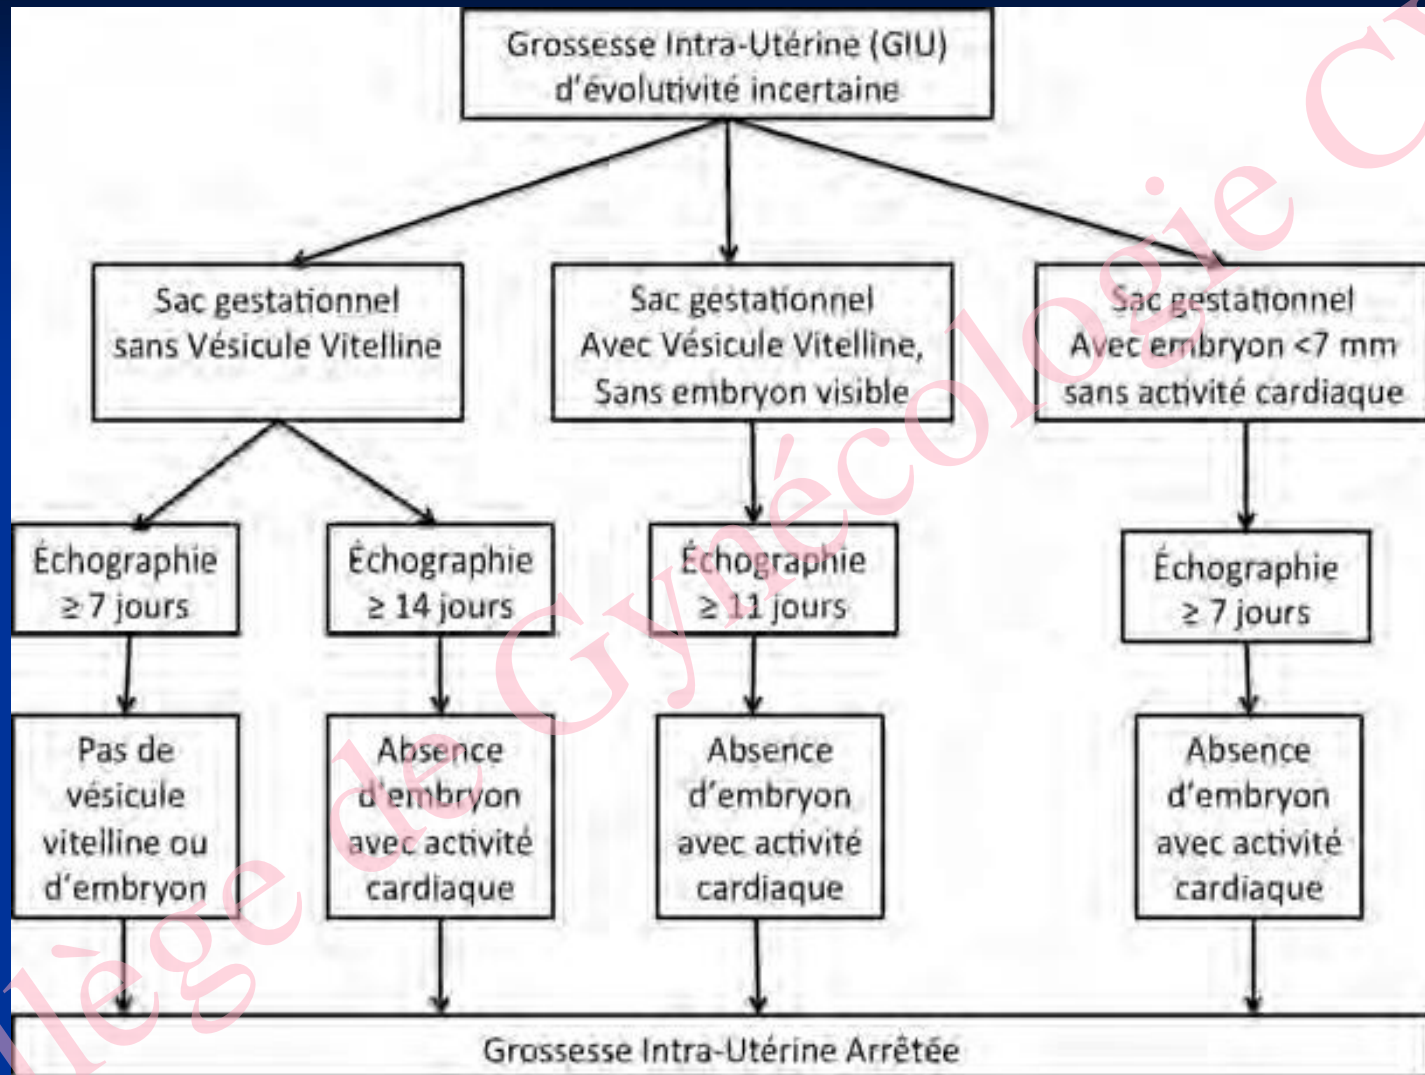 Grossesse Intra-Utérine (GIU)
d'évolutivité incertaine
Sac gestationnel
sans Vésicule Vitelline
Sac gestationnel
Avec Vésicule Vitelline,
Sans embryon visible
Sac gestationnel
Avec embryon <7 mm
sans activité cardiaque
Échographie
≥ 7 jours
Échographie
≥ 14 jours
Échographie
≥ 11 jours
Échographie
≥ 7 jours
Pas de
vésicule
vitelline ou
d'embryon
Absence
d'embryon
avec activité
cardiaque
Absence
d'embryon
avec activité
cardiaque
Absence
d'embryon
avec activité
cardiaque
Grossesse Intra-Utérine Arrêtée
de Gynécologie